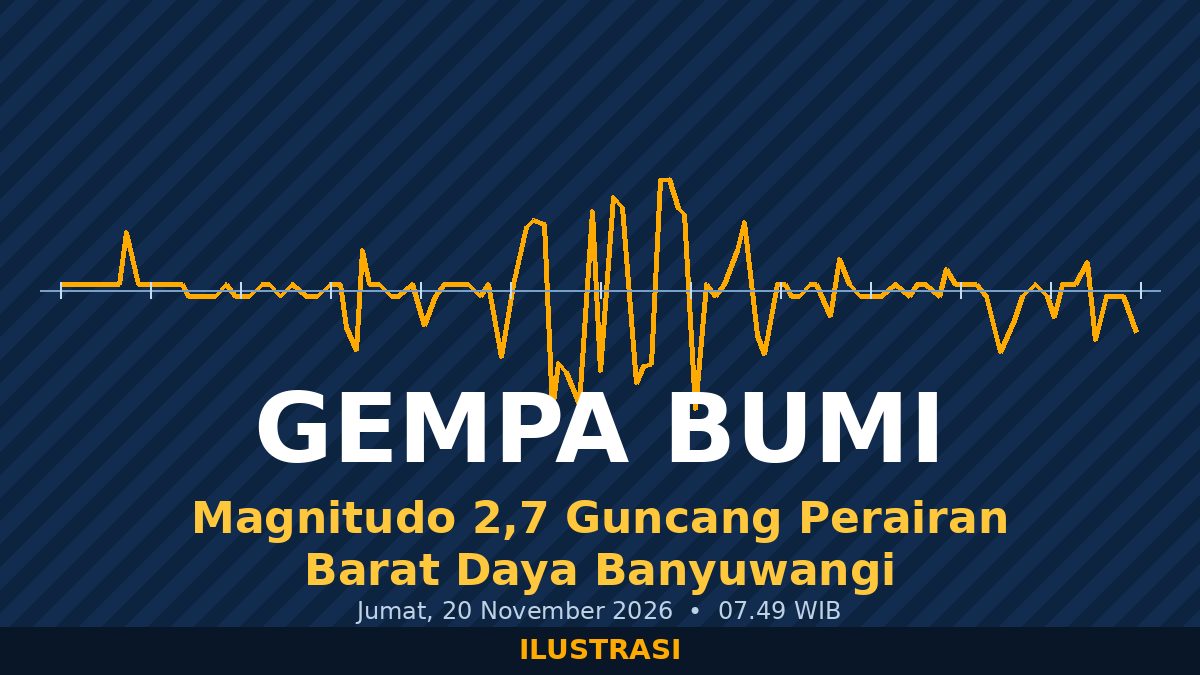 GEMPA BUMI
Magnitudo 2,7 Guncang Perairan
Barat Daya Banyuwangi
Jumat, 20 November 2026 • 07.49 WIB
ILUSTRASI